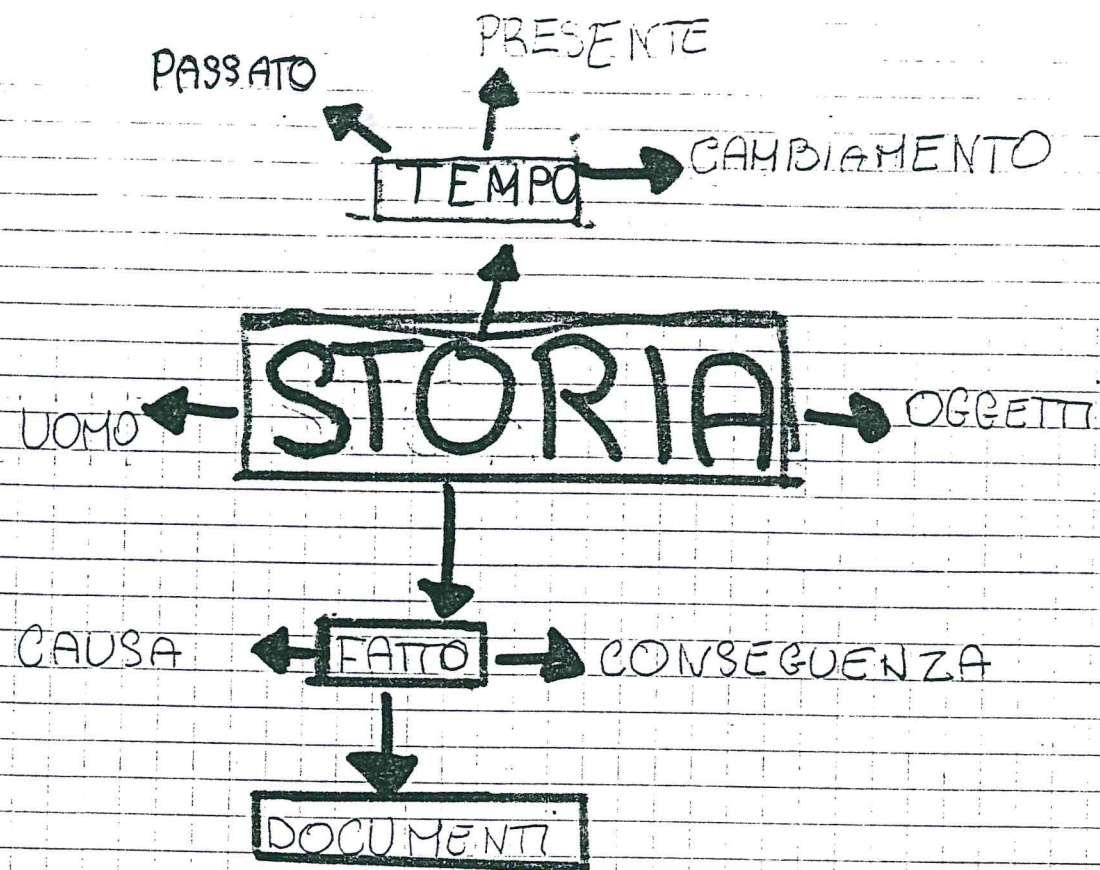 PRESENTE
PASSATO
CAMBIAMENTO
TEMPO
STORIA
UOMO
OGGETTI
CAUSA
FATTO
CONSEGUENZA
DOCUMENTI